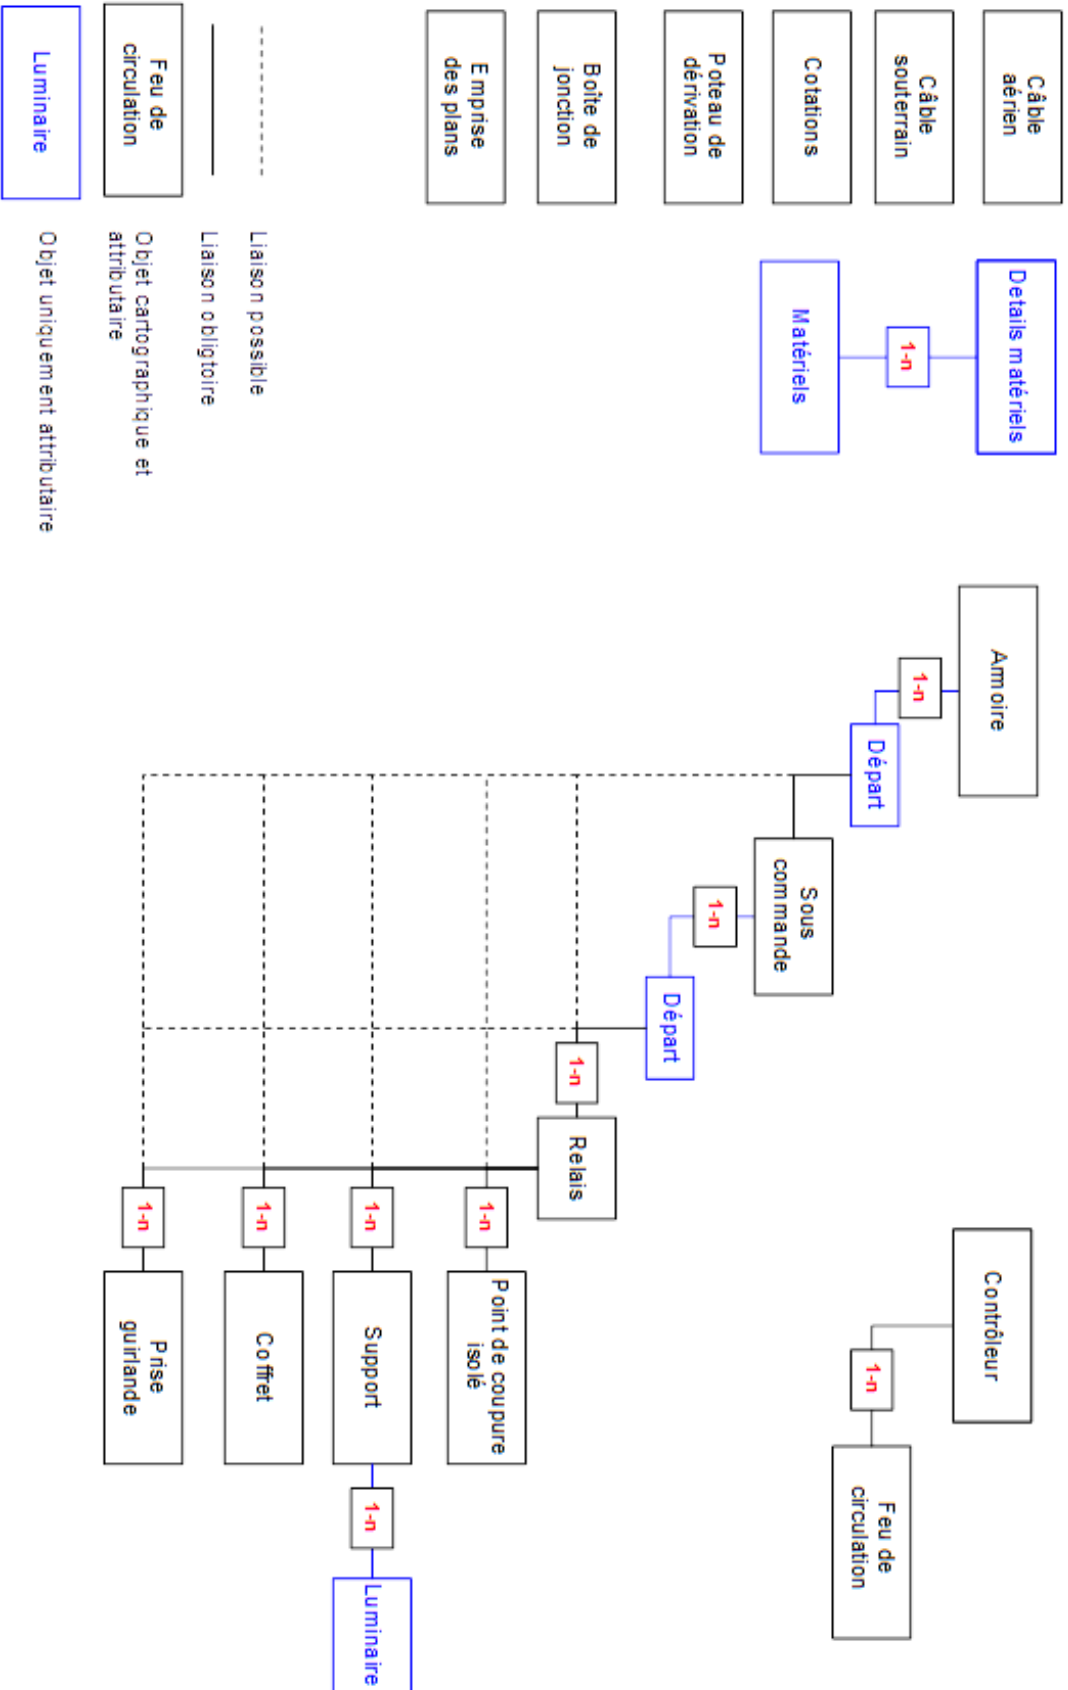 Câble
aérien
Details matériels
Armoire
Contrôleur
Câble
souterrain
1-n
1-n
1-n
Feu de
circulation
Départ
Cotations
Matériels
Sous
commande
Poteau de
dérivation
1-n
Départ
Boîte de
jonction
1-n
Relais
Emprise
des plans
1-n
Point de coupure
isolé
1-n
Support
1-n
Luminaire
Liaison possible
1-n
Coffret
Liaison obligtoire
Feu de
circulation
Objet cartographique et
attributaire
1-n
Prise
guirlande
Luminaire
Objet uniquement attributaire